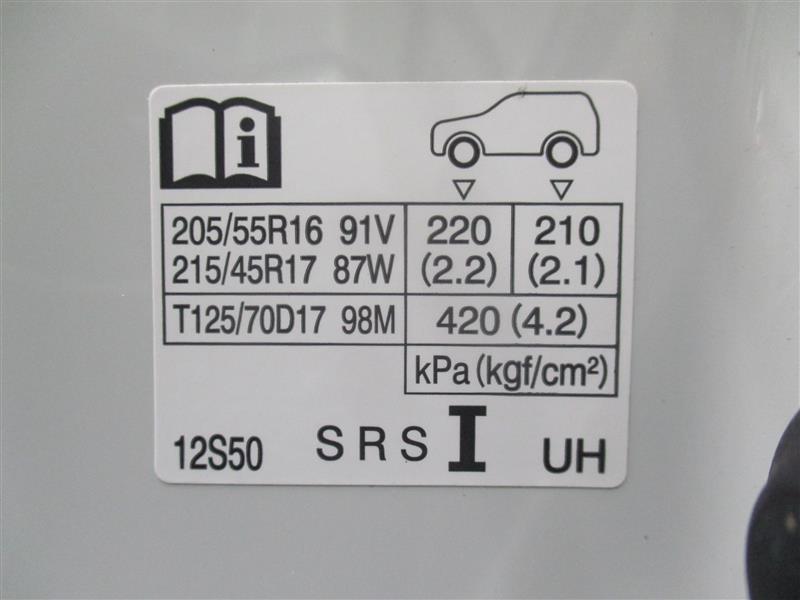 i
205/55R16 91V 220 210
215/45R17 87W (2.2) (2.1)
T125/70D17 98M 420 (4.2)
kPa (kgf/cm²)
12S50 SRS I UH